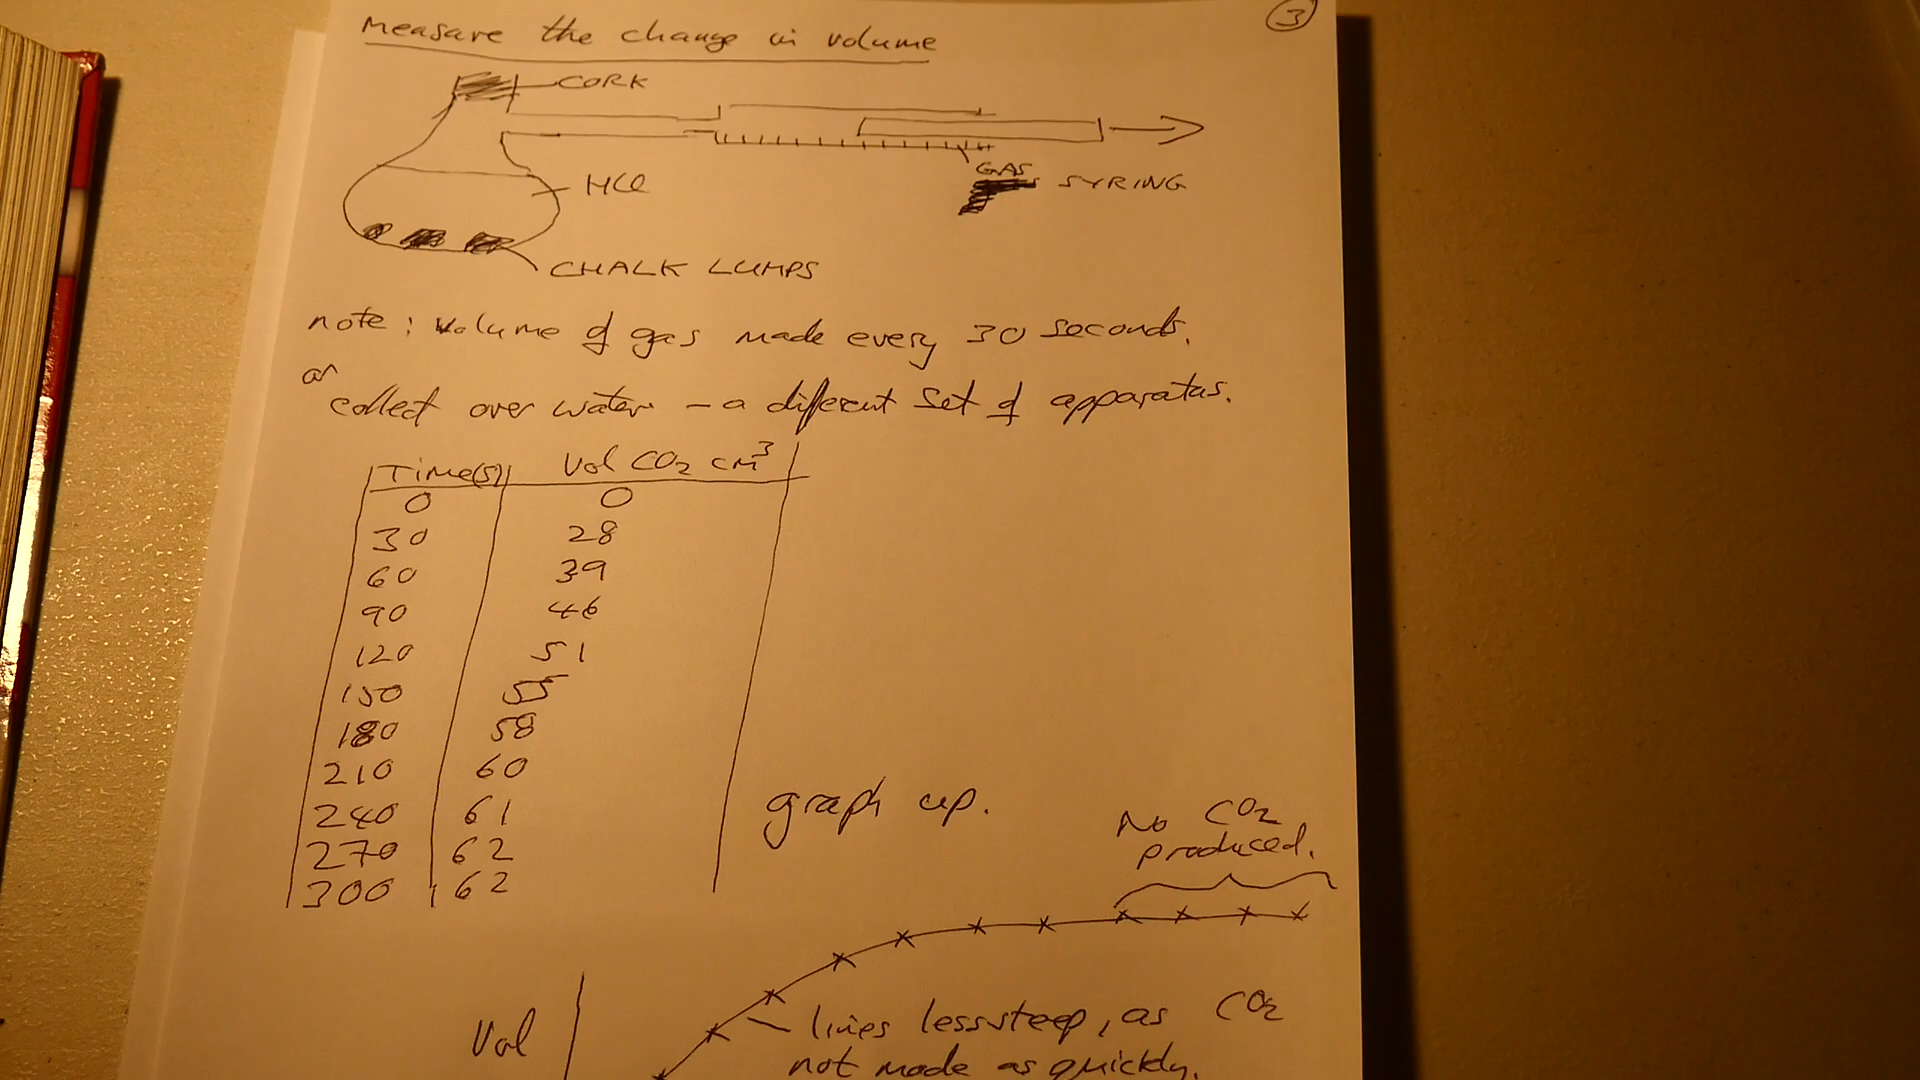 3
Measure the change in volume
CORK
HCl
GAS
SYRING
CHALK LUMPS
note: volume of gas made every 30 seconds.
or
collect over water - a different set of apparatus.
Time(s) Vol CO2 cm3
0 0
30 28
60 39
90 46
120 51
150 55
180 58
210 60
240 61
270 62
300 62
graph up.
No CO2
produced.
Vol
lines less steep, as CO2
not made as quickly.